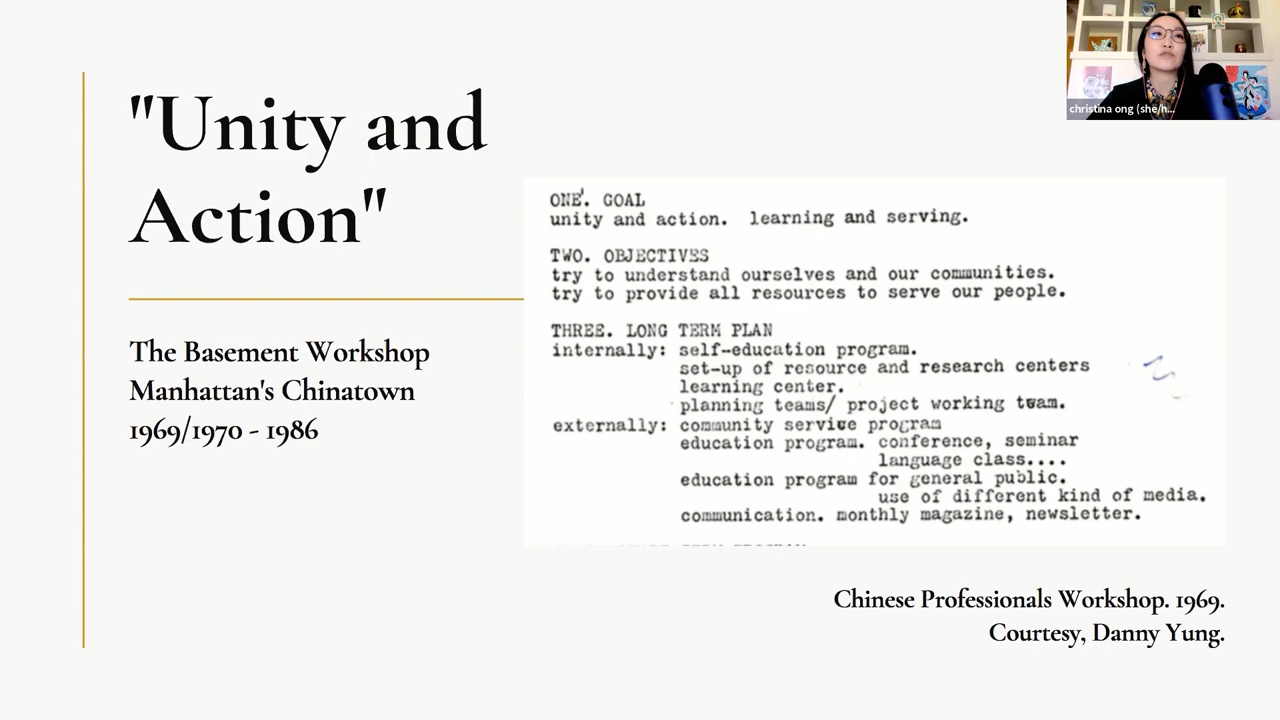 "Unity and
Action"
The Basement Workshop
Manhattan's Chinatown
1969/1970 - 1986
christina ong (she/h...
ONE. GOAL
unity and action. learning and serving.
TWO. OBJECTIVES
try to understand ourselves and our communities.
try to provide all resources to serve our people.
THREE. LONG TERM PLAN
internally: self-education program.
set-up of resource and research centers
learning center.
planning teams/ project working team.
externally: community service program
education program. conference, seminar
language class....
education program for general public.
use of different kind of media.
communication. monthly magazine, newsletter.
Chinese Professionals Workshop. 1969.
Courtesy, Danny Yung.